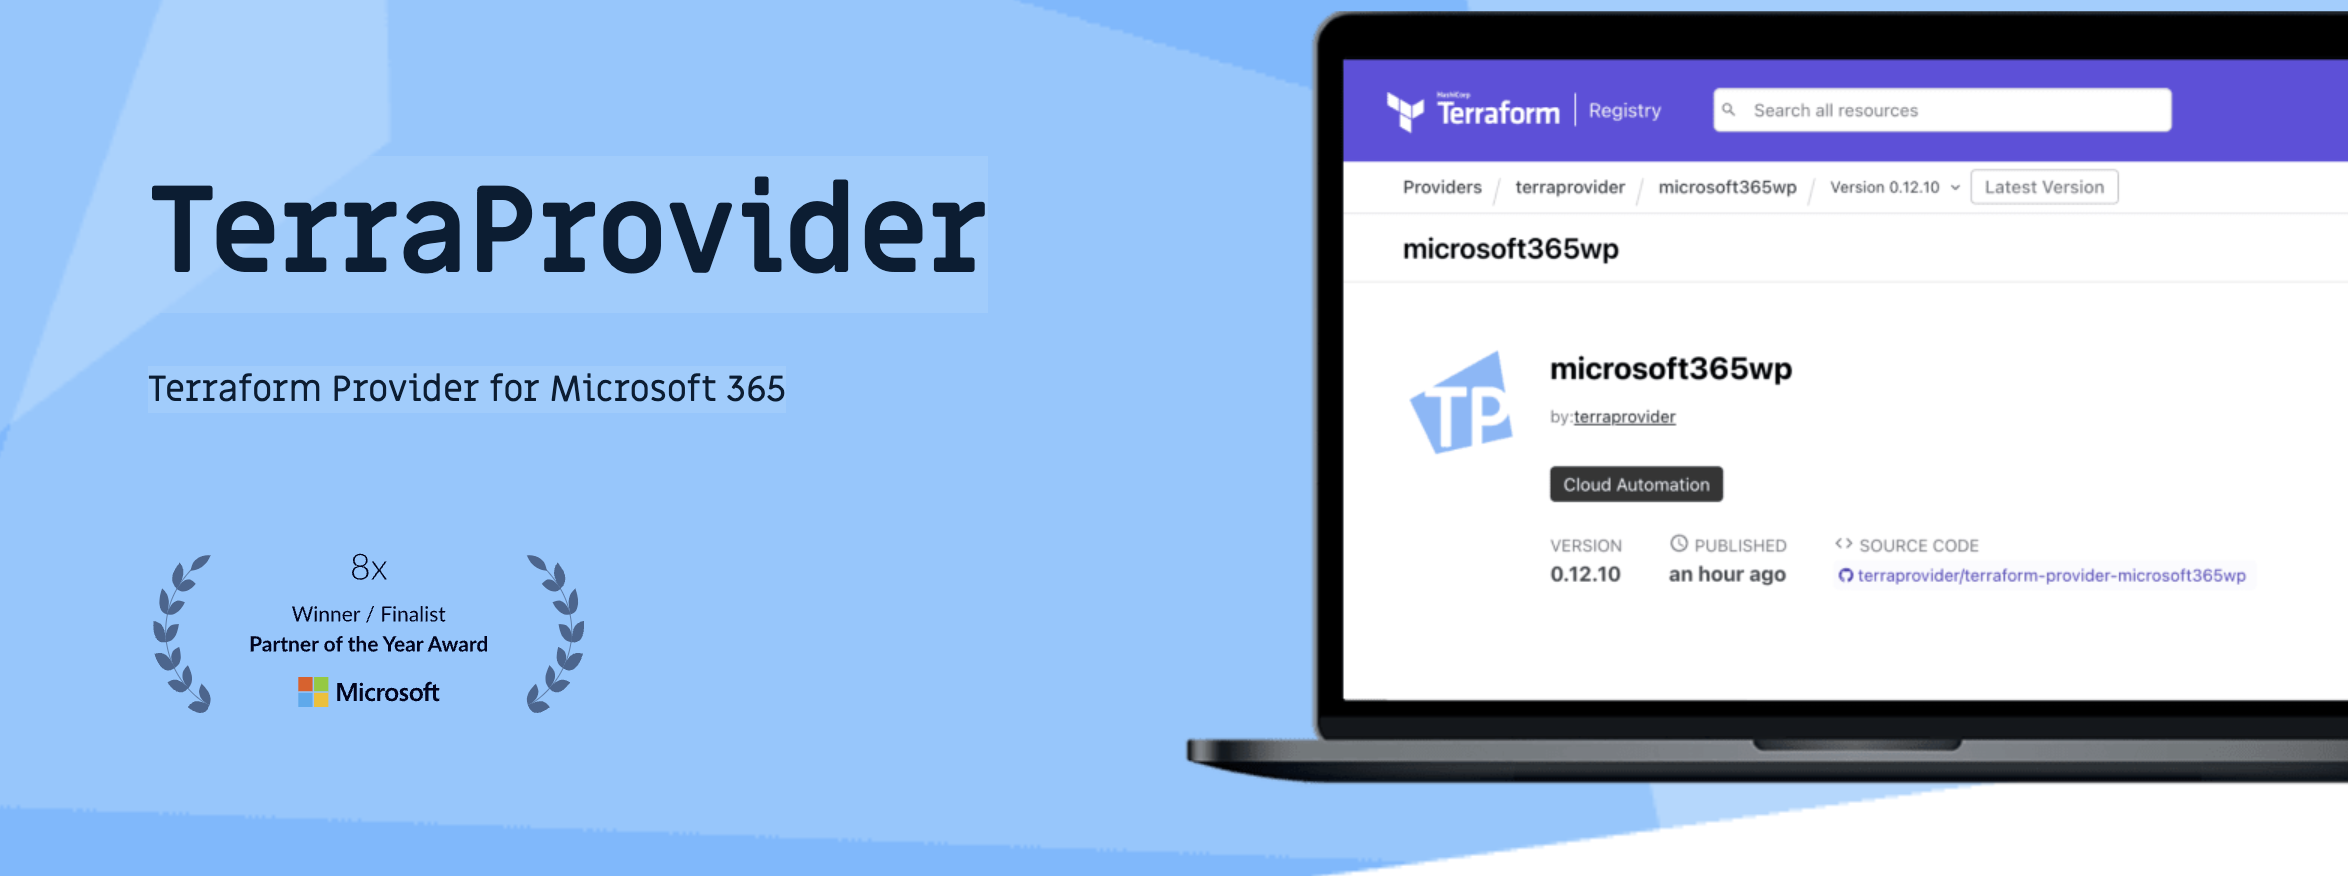 TerraProvider
Terraform Provider for Microsoft 365
8x
Winner / Finalist
Partner of the Year Award
Microsoft
HashiCorp
Terraform | Registry
Search all resources
Providers / terraprovider / microsoft365wp / Version 0.12.10 Latest Version
microsoft365wp
TP
microsoft365wp
by:terraprovider
Cloud Automation
VERSION PUBLISHED <> SOURCE CODE
0.12.10 an hour ago terraprovider/terraform-provider-microsoft365wp